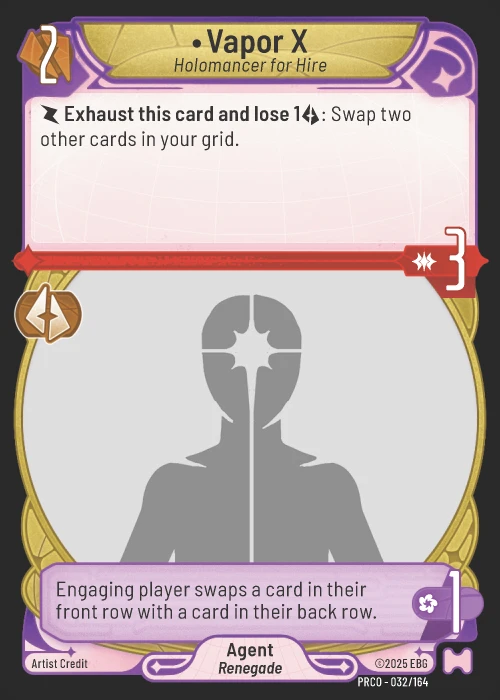 2
• Vapor X
Holomancer for Hire
Exhaust this card and lose 1: Swap two
other cards in your grid.
3
Engaging player swaps a card in their
front row with a card in their back row.
1
Agent
Renegade
Artist Credit
©2025 EBG
PRCO - 032/164